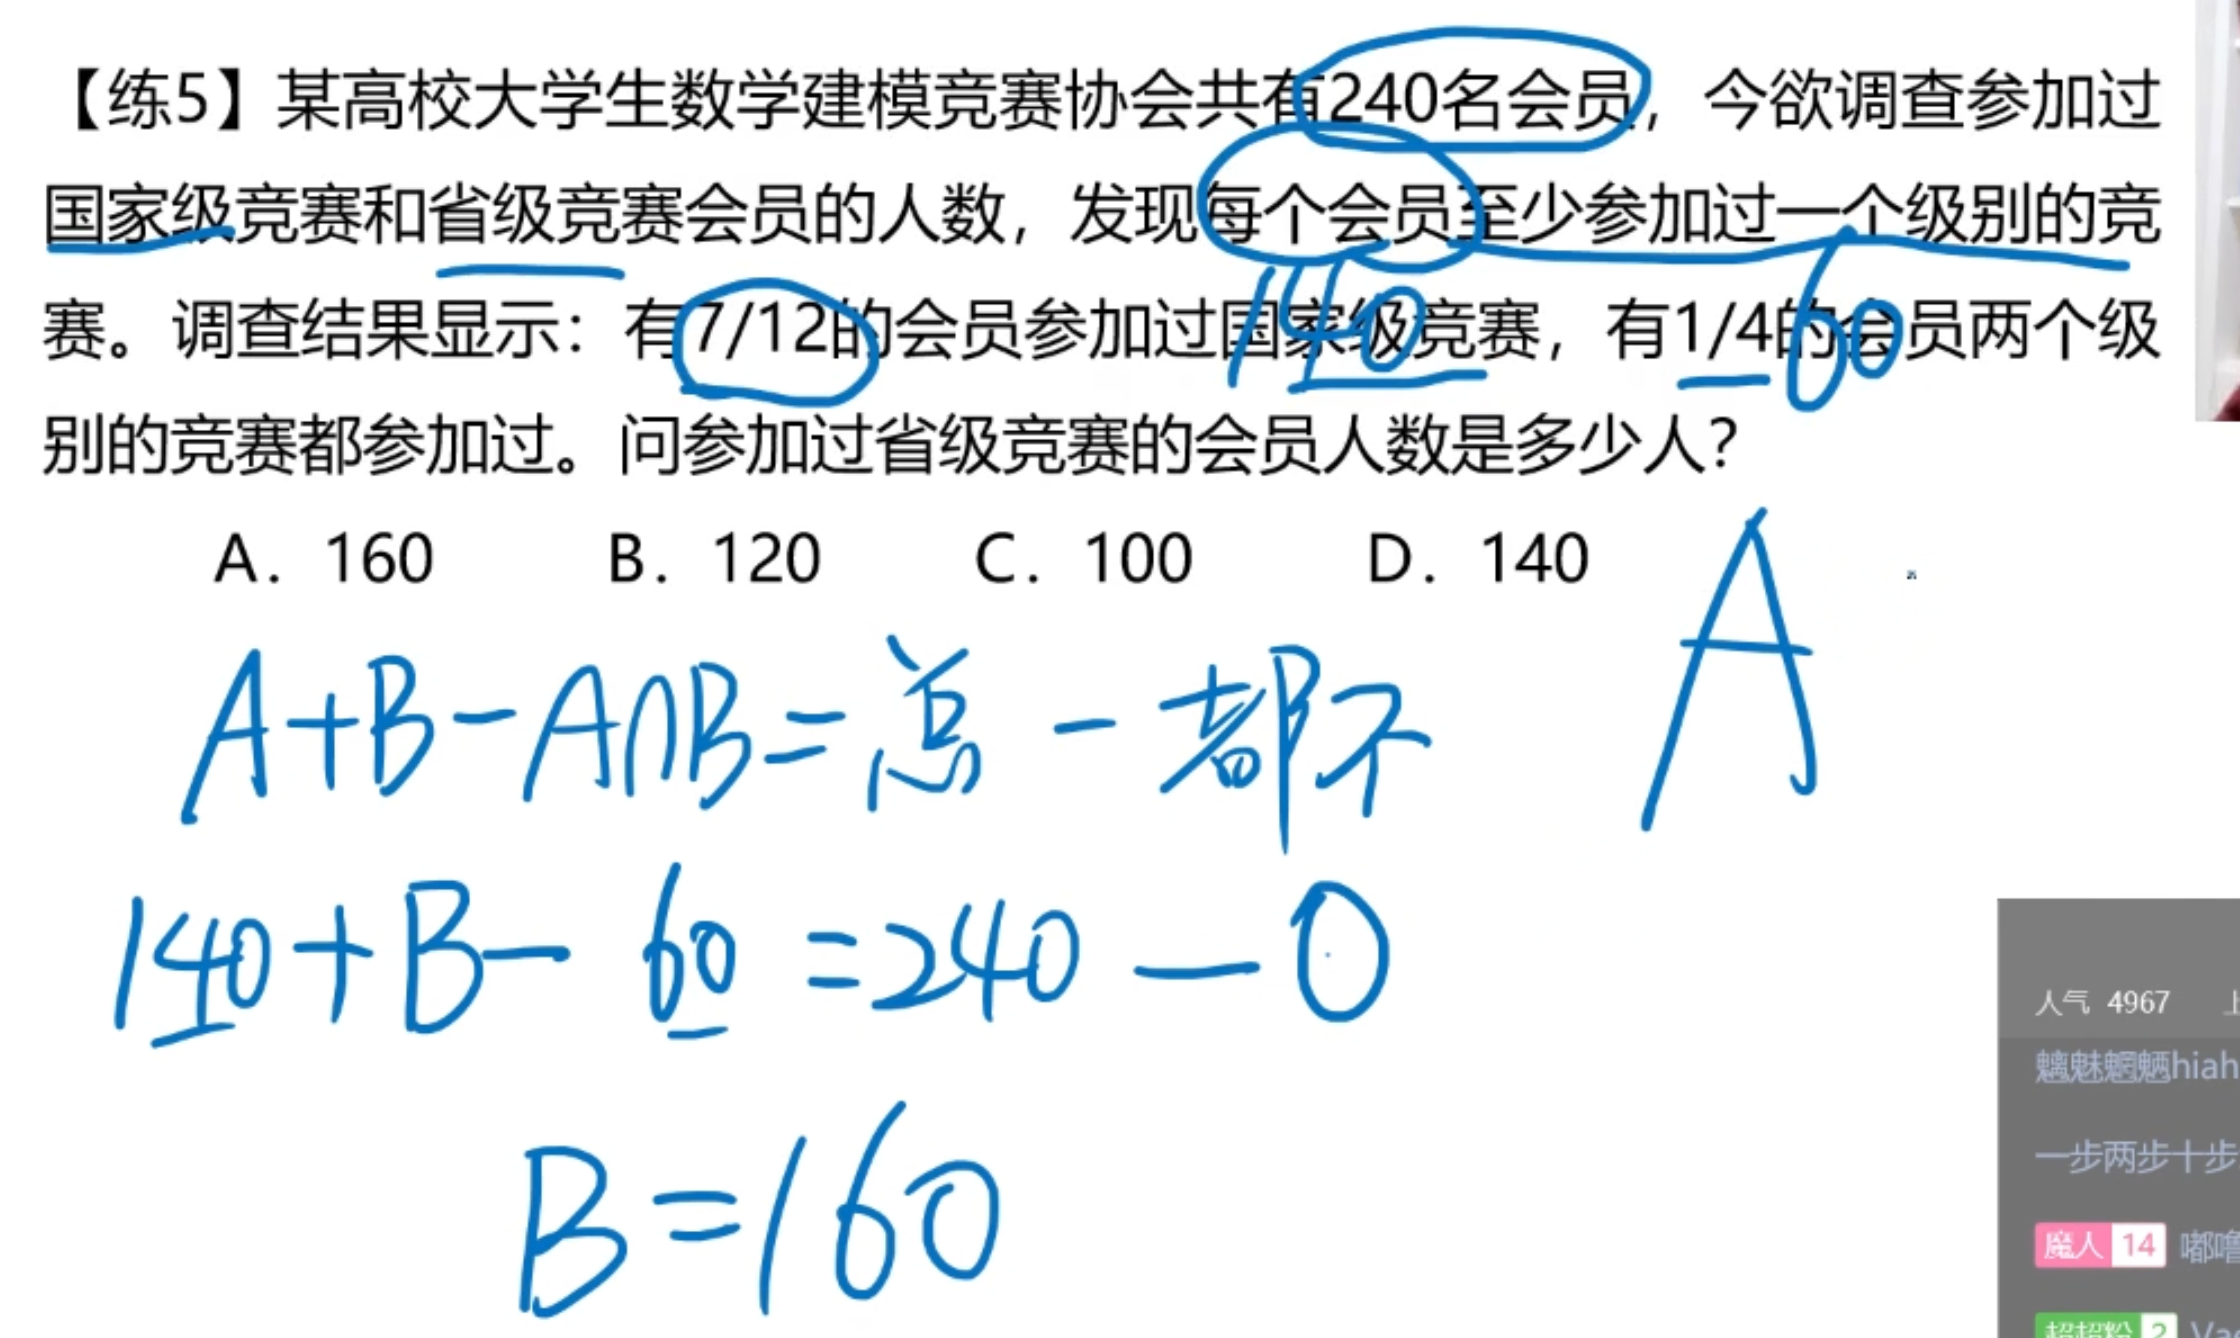 【练5】某高校大学生数学建模竞赛协会共有240名会员，今欲调查参加过
国家级竞赛和省级竞赛会员的人数，发现每个会员至少参加过一个级别的竞
赛。调查结果显示：有7/12的会员参加过国家级竞赛，有1/4的会员两个级
别的竞赛都参加过。问参加过省级竞赛的会员人数是多少人？
140
60
A．160 B．120 C．100 D．140
A
A+B-A∩B=总-都不
140+B-60=240-0
B=160
人气 4967 上
魑魅魍魉hiah
一步两步十步
魔人 14 嘟噜
超超粉 2